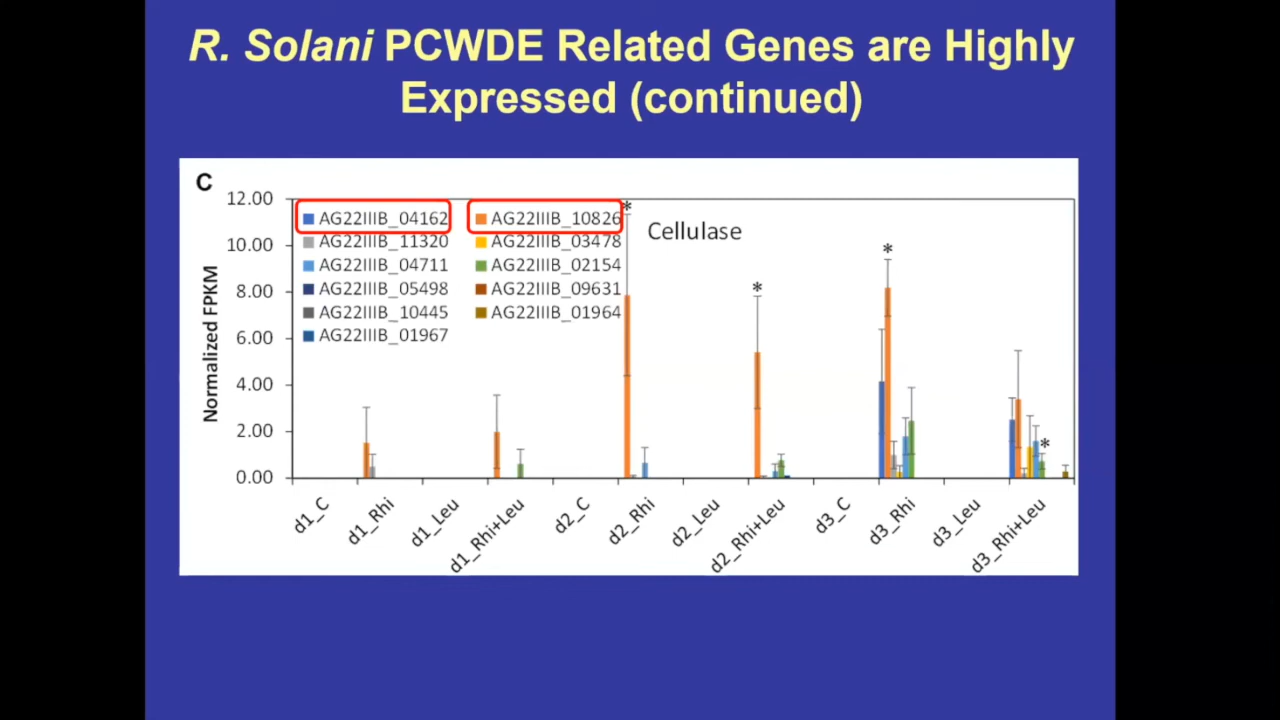 R. Solani PCWDE Related Genes are Highly
Expressed (continued)
C
12.00
10.00
8.00
6.00
4.00
2.00
0.00
Normalized FPKM
AG22IIIB_04162 AG22IIIB_10826
AG22IIIB_11320 AG22IIIB_03478
AG22IIIB_04711 AG22IIIB_02154
AG22IIIB_05498 AG22IIIB_09631
AG22IIIB_10445 AG22IIIB_01964
AG22IIIB_01967
Cellulase
*
*
*
*
d1_C
d1_Rhi
d1_Leu
d1_Rhi+Leu
d2_C
d2_Rhi
d2_Leu
d2_Rhi+Leu
d3_C
d3_Rhi
d3_Leu
d3_Rhi+Leu